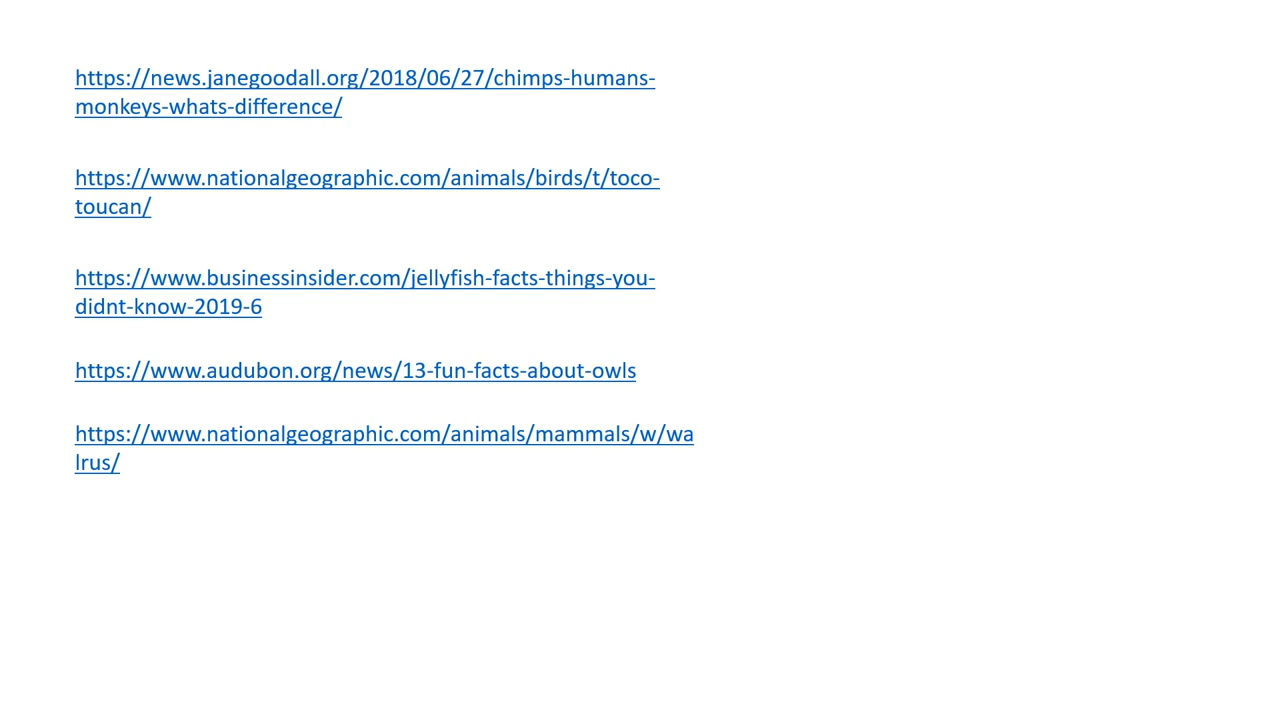 https://news.janegoodall.org/2018/06/27/chimps-humans-
monkeys-whats-difference/
https://www.nationalgeographic.com/animals/birds/t/toco-
toucan/
https://www.businessinsider.com/jellyfish-facts-things-you-
didnt-know-2019-6
https://www.audubon.org/news/13-fun-facts-about-owls
https://www.nationalgeographic.com/animals/mammals/w/wa
lrus/